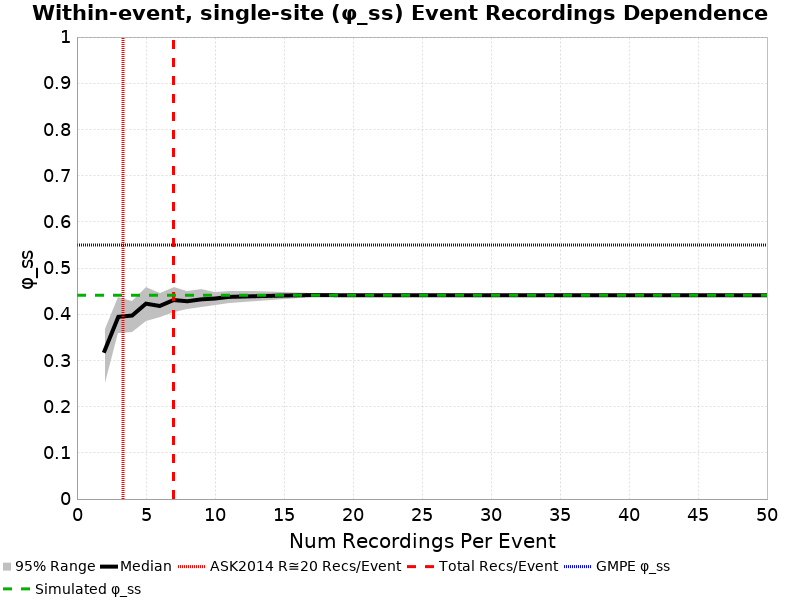 Within-event, single-site (φ_ss) Event Recordings Dependence
1
0.9
0.8
0.7
0.6
0.5
0.4
0.3
0.2
0.1
0
φ_ss
0 5 10 15 20 25 30 35 40 45 50
Num Recordings Per Event
95% Range Median ASK2014 R≅20 Recs/Event Total Recs/Event GMPE φ_ss
Simulated φ_ss